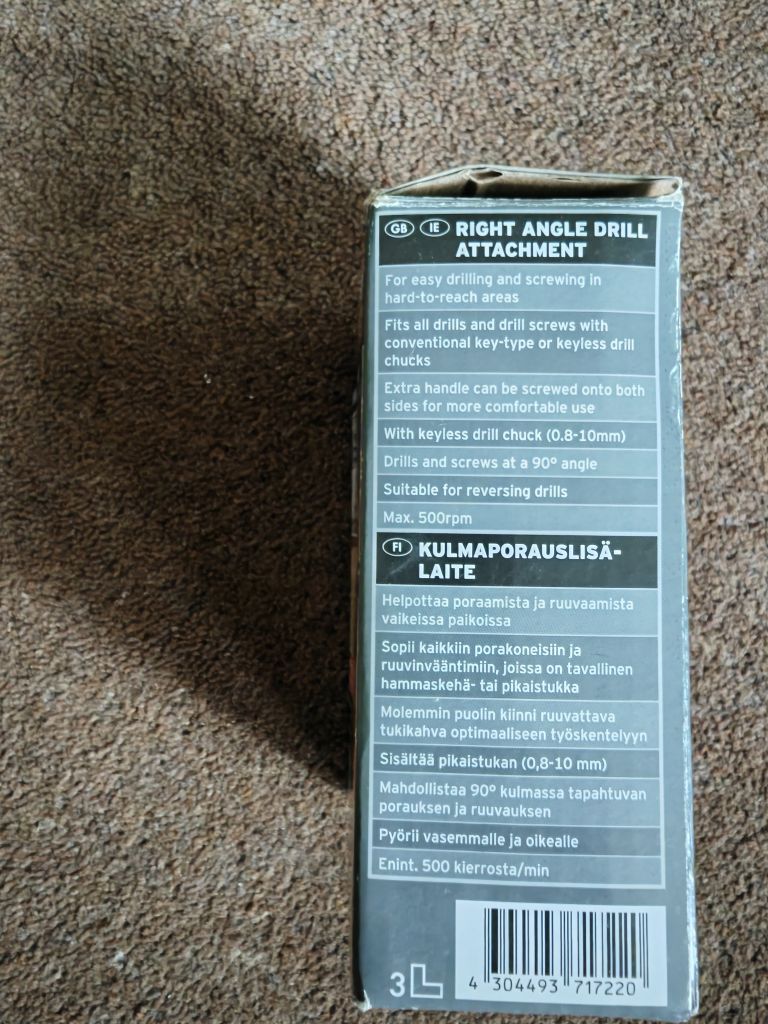 GB IE RIGHT ANGLE DRILL
ATTACHMENT
For easy drilling and screwing in
hard-to-reach areas
Fits all drills and drill screws with
conventional key-type or keyless drill
chucks
Extra handle can be screwed onto both
sides for more comfortable use
With keyless drill chuck (0.8-10mm)
Drills and screws at a 90° angle
Suitable for reversing drills
Max. 500rpm
FI KULMAPORAUSLISÄ-
LAITE
Helpottaa poraamista ja ruuvaamista
vaikeissa paikoissa
Sopii kaikkiin porakoneisiin ja
ruuvinvääntimiin, joissa on tavallinen
hammaskehä- tai pikaistukka
Molemmin puolin kiinni ruuvattava
tukikahva optimaaliseen työskentelyyn
Sisältää pikaistukan (0,8-10 mm)
Mahdollistaa 90° kulmassa tapahtuvan
porauksen ja ruuvauksen
Pyörii vasemmalle ja oikealle
Enint. 500 kierrosta/min
3L
4 304493 717220